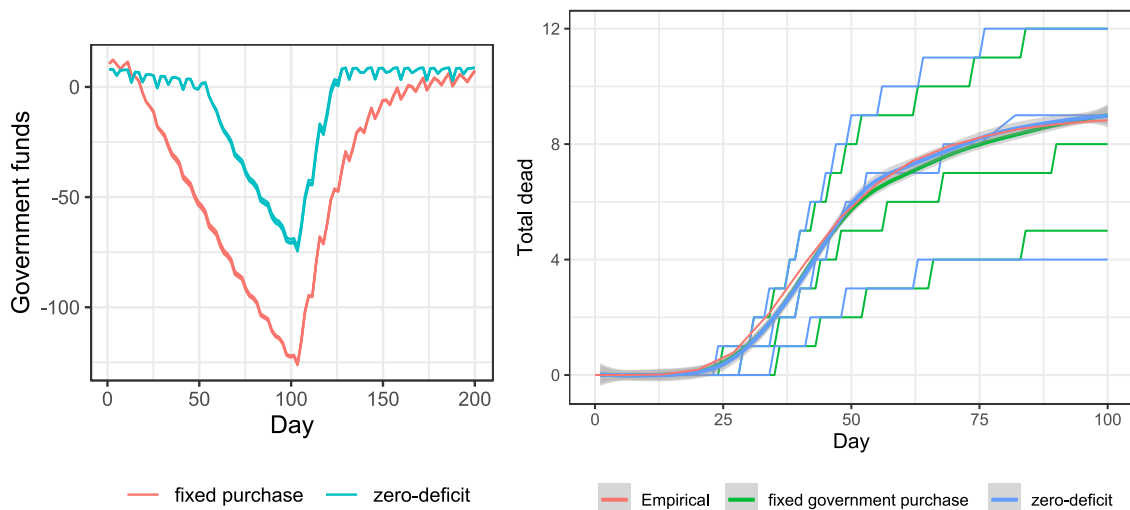 Government funds
0
-50
-100
0
50
100
150
200
Day
fixed purchase
zero-deficit
Total dead
12
8
4
0
0
25
50
75
100
Day
Empirical
fixed government purchase
zero-deficit